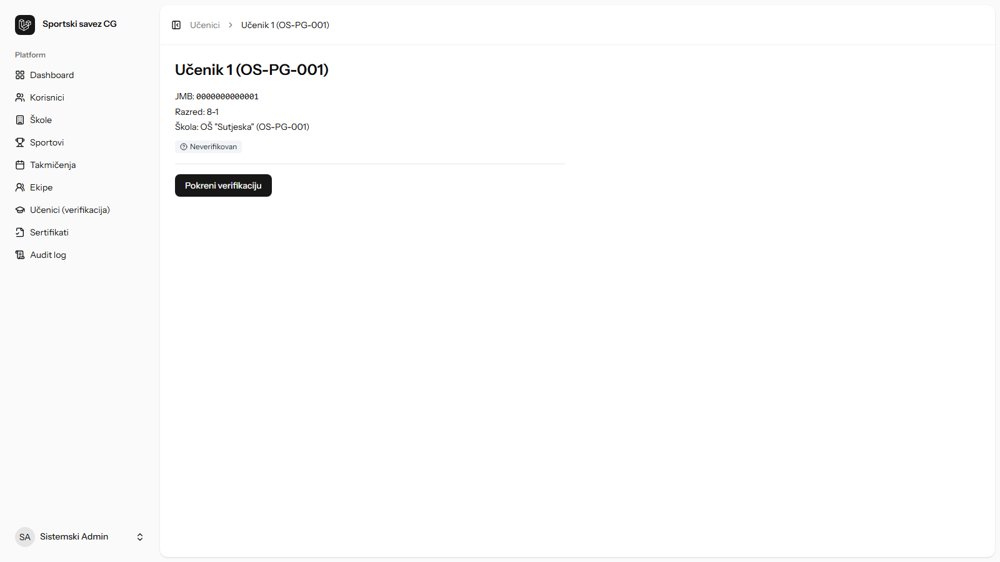 Sportski savez CG
Platform
Dashboard
Korisnici
Škole
Sportovi
Takmičenja
Ekipe
Učenici (verifikacija)
Sertifikati
Audit log
SA Sistemski Admin
Učenici > Učenik 1 (OS-PG-001)
Učenik 1 (OS-PG-001)
JMB: 0000000000001
Razred: 8-1
Škola: OŠ "Sutjeska" (OS-PG-001)
Neverifikovan
Pokreni verifikaciju